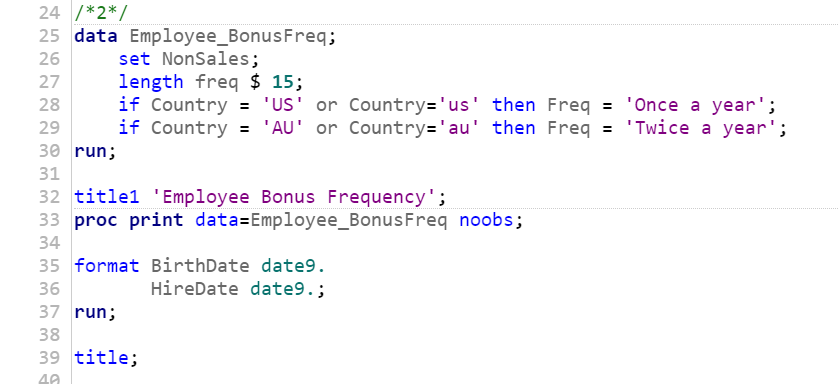 24 /*2*/
25 data Employee_BonusFreq;
26     set NonSales;
27     length freq $ 15;
28     if Country = 'US' or Country='us' then Freq = 'Once a year';
29     if Country = 'AU' or Country='au' then Freq = 'Twice a year';
30 run;
31
32 title1 'Employee Bonus Frequency';
33 proc print data=Employee_BonusFreq noobs;
34
35 format BirthDate date9.
36        HireDate date9.;
37 run;
38
39 title;
40